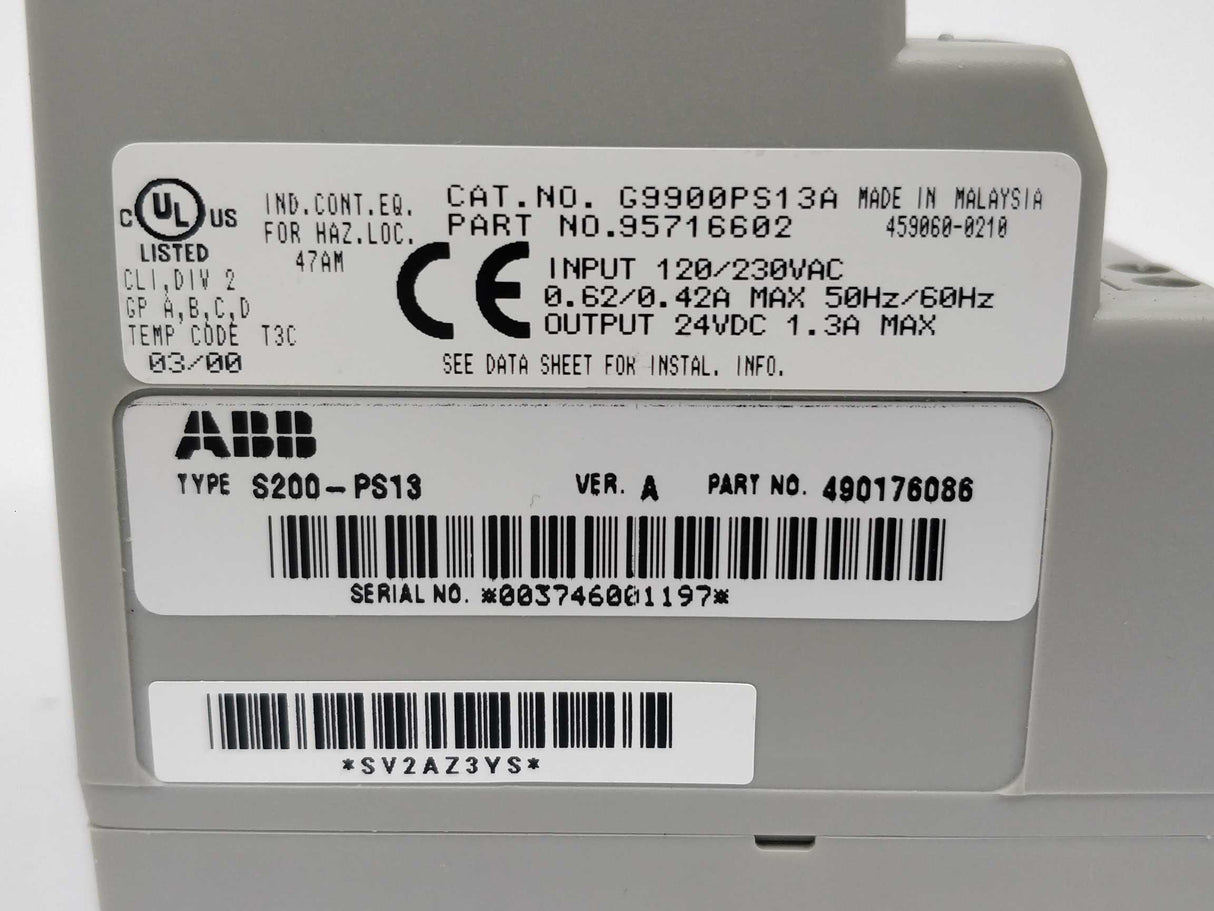 C UL US
LISTED
IND.CONT.EQ.
FOR HAZ.LOC.
47AM
CLI,DIV 2
GP A,B,C,D
TEMP CODE T3C
03/00
CAT.NO. G9900PS13A MADE IN MALAYSIA
PART NO.95716602 459060-0210
CE
INPUT 120/230VAC
0.62/0.42A MAX 50Hz/60Hz
OUTPUT 24VDC 1.3A MAX
SEE DATA SHEET FOR INSTAL. INFO.
ABB
TYPE S200-PS13 VER. A PART NO. 490176086
SERIAL NO. *003746001197*
*SV2AZ3YS*